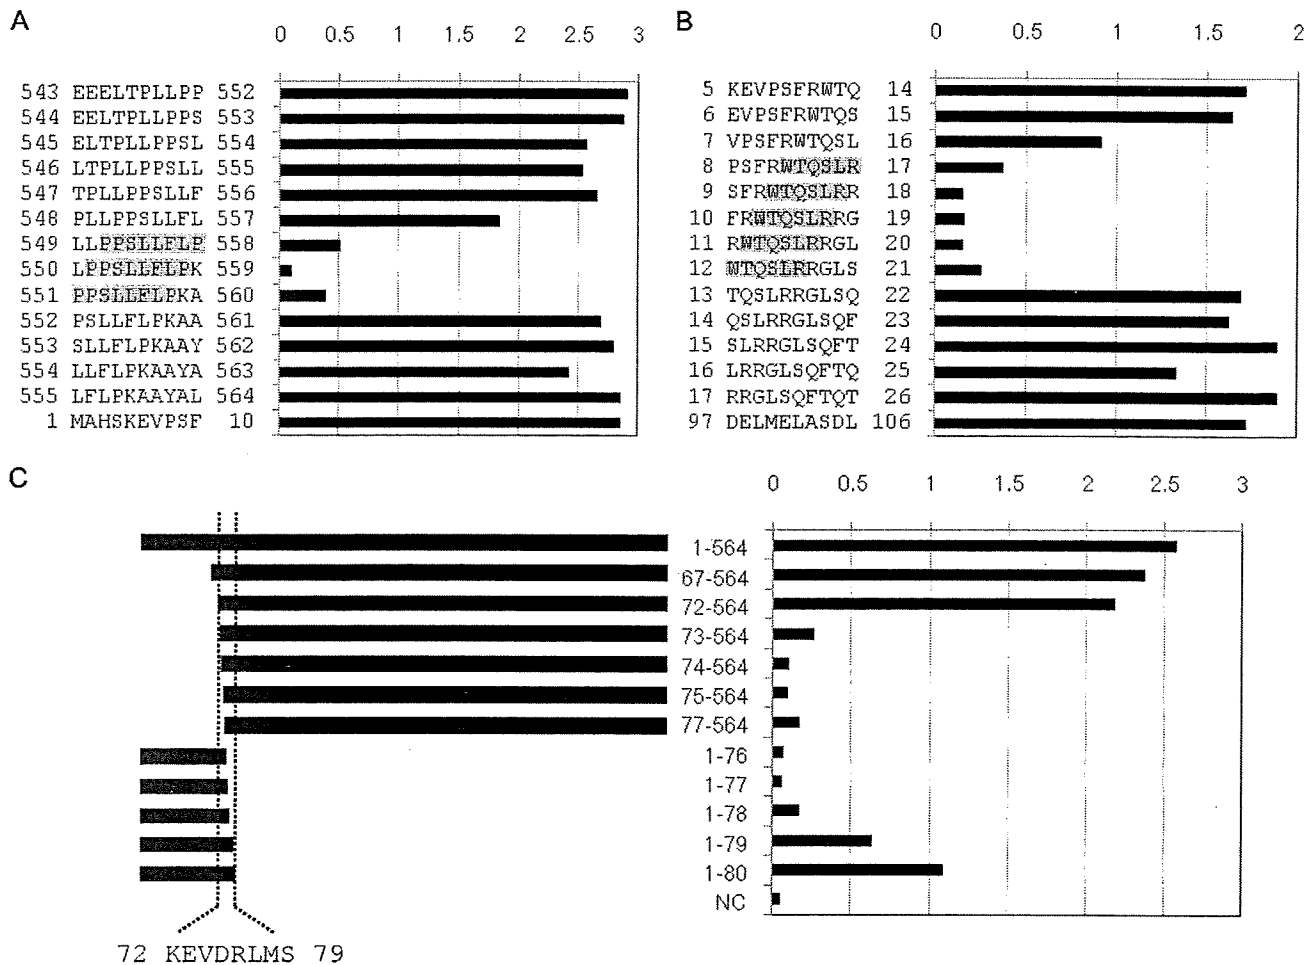 A
0 0.5 1 1.5 2 2.5 3
543 EEELTPLLPP 552
544 EELTPLLPPS 553
545 ELTPLLPPSL 554
546 LTPLLPPSLL 555
547 TPLLPPSLLF 556
548 PLLPPSLLFL 557
549 LLPPSLLFLP 558
550 LPPSLLFLPK 559
551 PPSLLFLPKA 560
552 PSLLFLPKAA 561
553 SLLFLPKAAY 562
554 LLFLPKAAYA 563
555 LFLPKAAYAL 564
1 MAHSKEVPSF 10
B
0 0.5 1 1.5 2
5 KEVPSFRWTQ 14
6 EVPSFRWTQS 15
7 VPSFRWTQSL 16
8 PSFRWTQSLR 17
9 SFRWTQSLRR 18
10 FRWTQSLRRG 19
11 RWTQSLRRGL 20
12 WTQSLRRGLS 21
13 TQSLRRGLSQ 22
14 QSLRRGLSQF 23
15 SLRRGLSQFT 24
16 LRRGLSQFTQ 25
17 RRGLSQFTQT 26
97 DELMELASDL 106
C
0 0.5 1 1.5 2 2.5 3
1-564
67-564
72-564
73-564
74-564
75-564
77-564
1-76
1-77
1-78
1-79
1-80
NC
72 KEVDRLMS 79